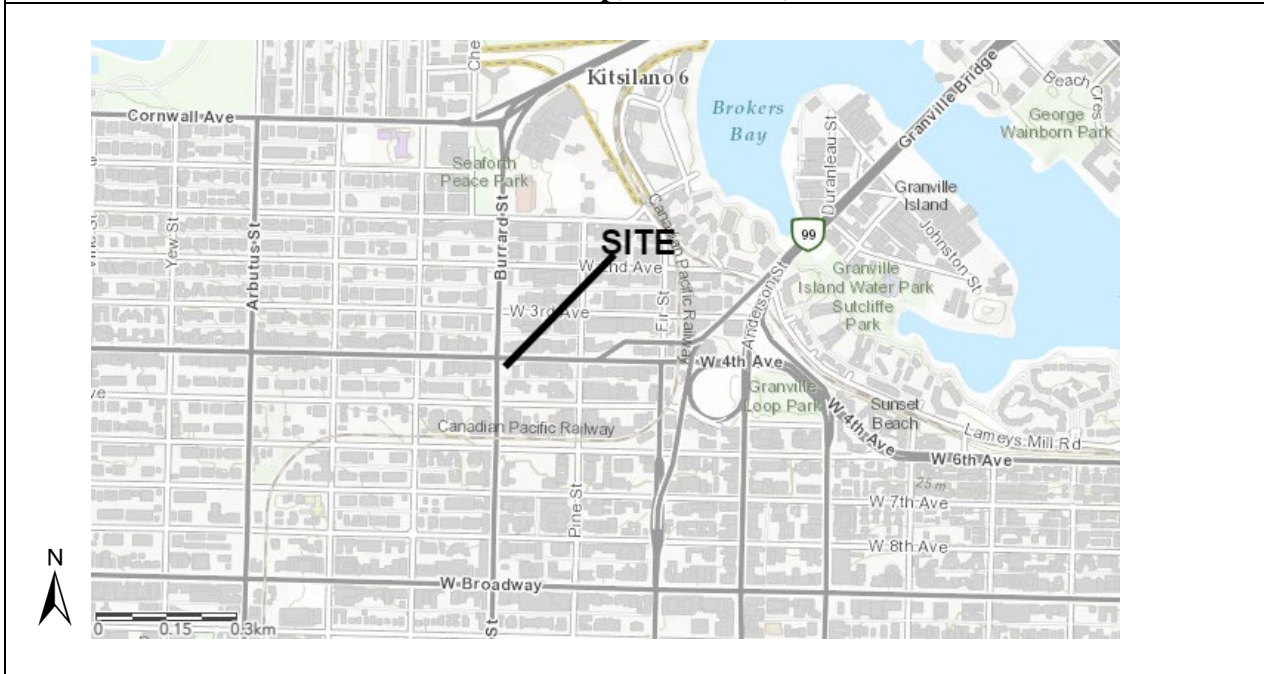 Che
Kitsilano 6
Cornwall Ave
Brokers
Bay
Granville Bridge
Beach Cres
George
Wainborn Park
Duranleau St
Seaforth
Peace Park
Granville
Island
Johnston St
Yew St
Arbutus St
Burrard St
SITE
Canadian Pacific Railway
99
W 2nd Ave
Granville
Island Water Park
Sutcliffe
Park
W 3rd Ave
Fir St
Anderson St
W 4th Ave
ve
Granville
Loop Park
Sunset
Beach
W 4th Ave
Canadian Pacific Railway
Lameys Mill Rd
W 6th Ave
25 m
Pine St
W 7th Ave
W 8th Ave
N
W Broadway
0 0.15 0.3km
St